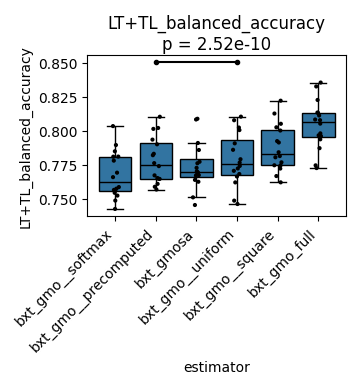 LT+TL_balanced_accuracy
p = 2.52e-10
LT+TL_balanced_accuracy
0.850
0.825
0.800
0.775
0.750
bxt_gmo__softmax
bxt_gmo__precomputed
bxt_gmosa
bxt_gmo__uniform
bxt_gmo__square
bxt_gmo_full
estimator